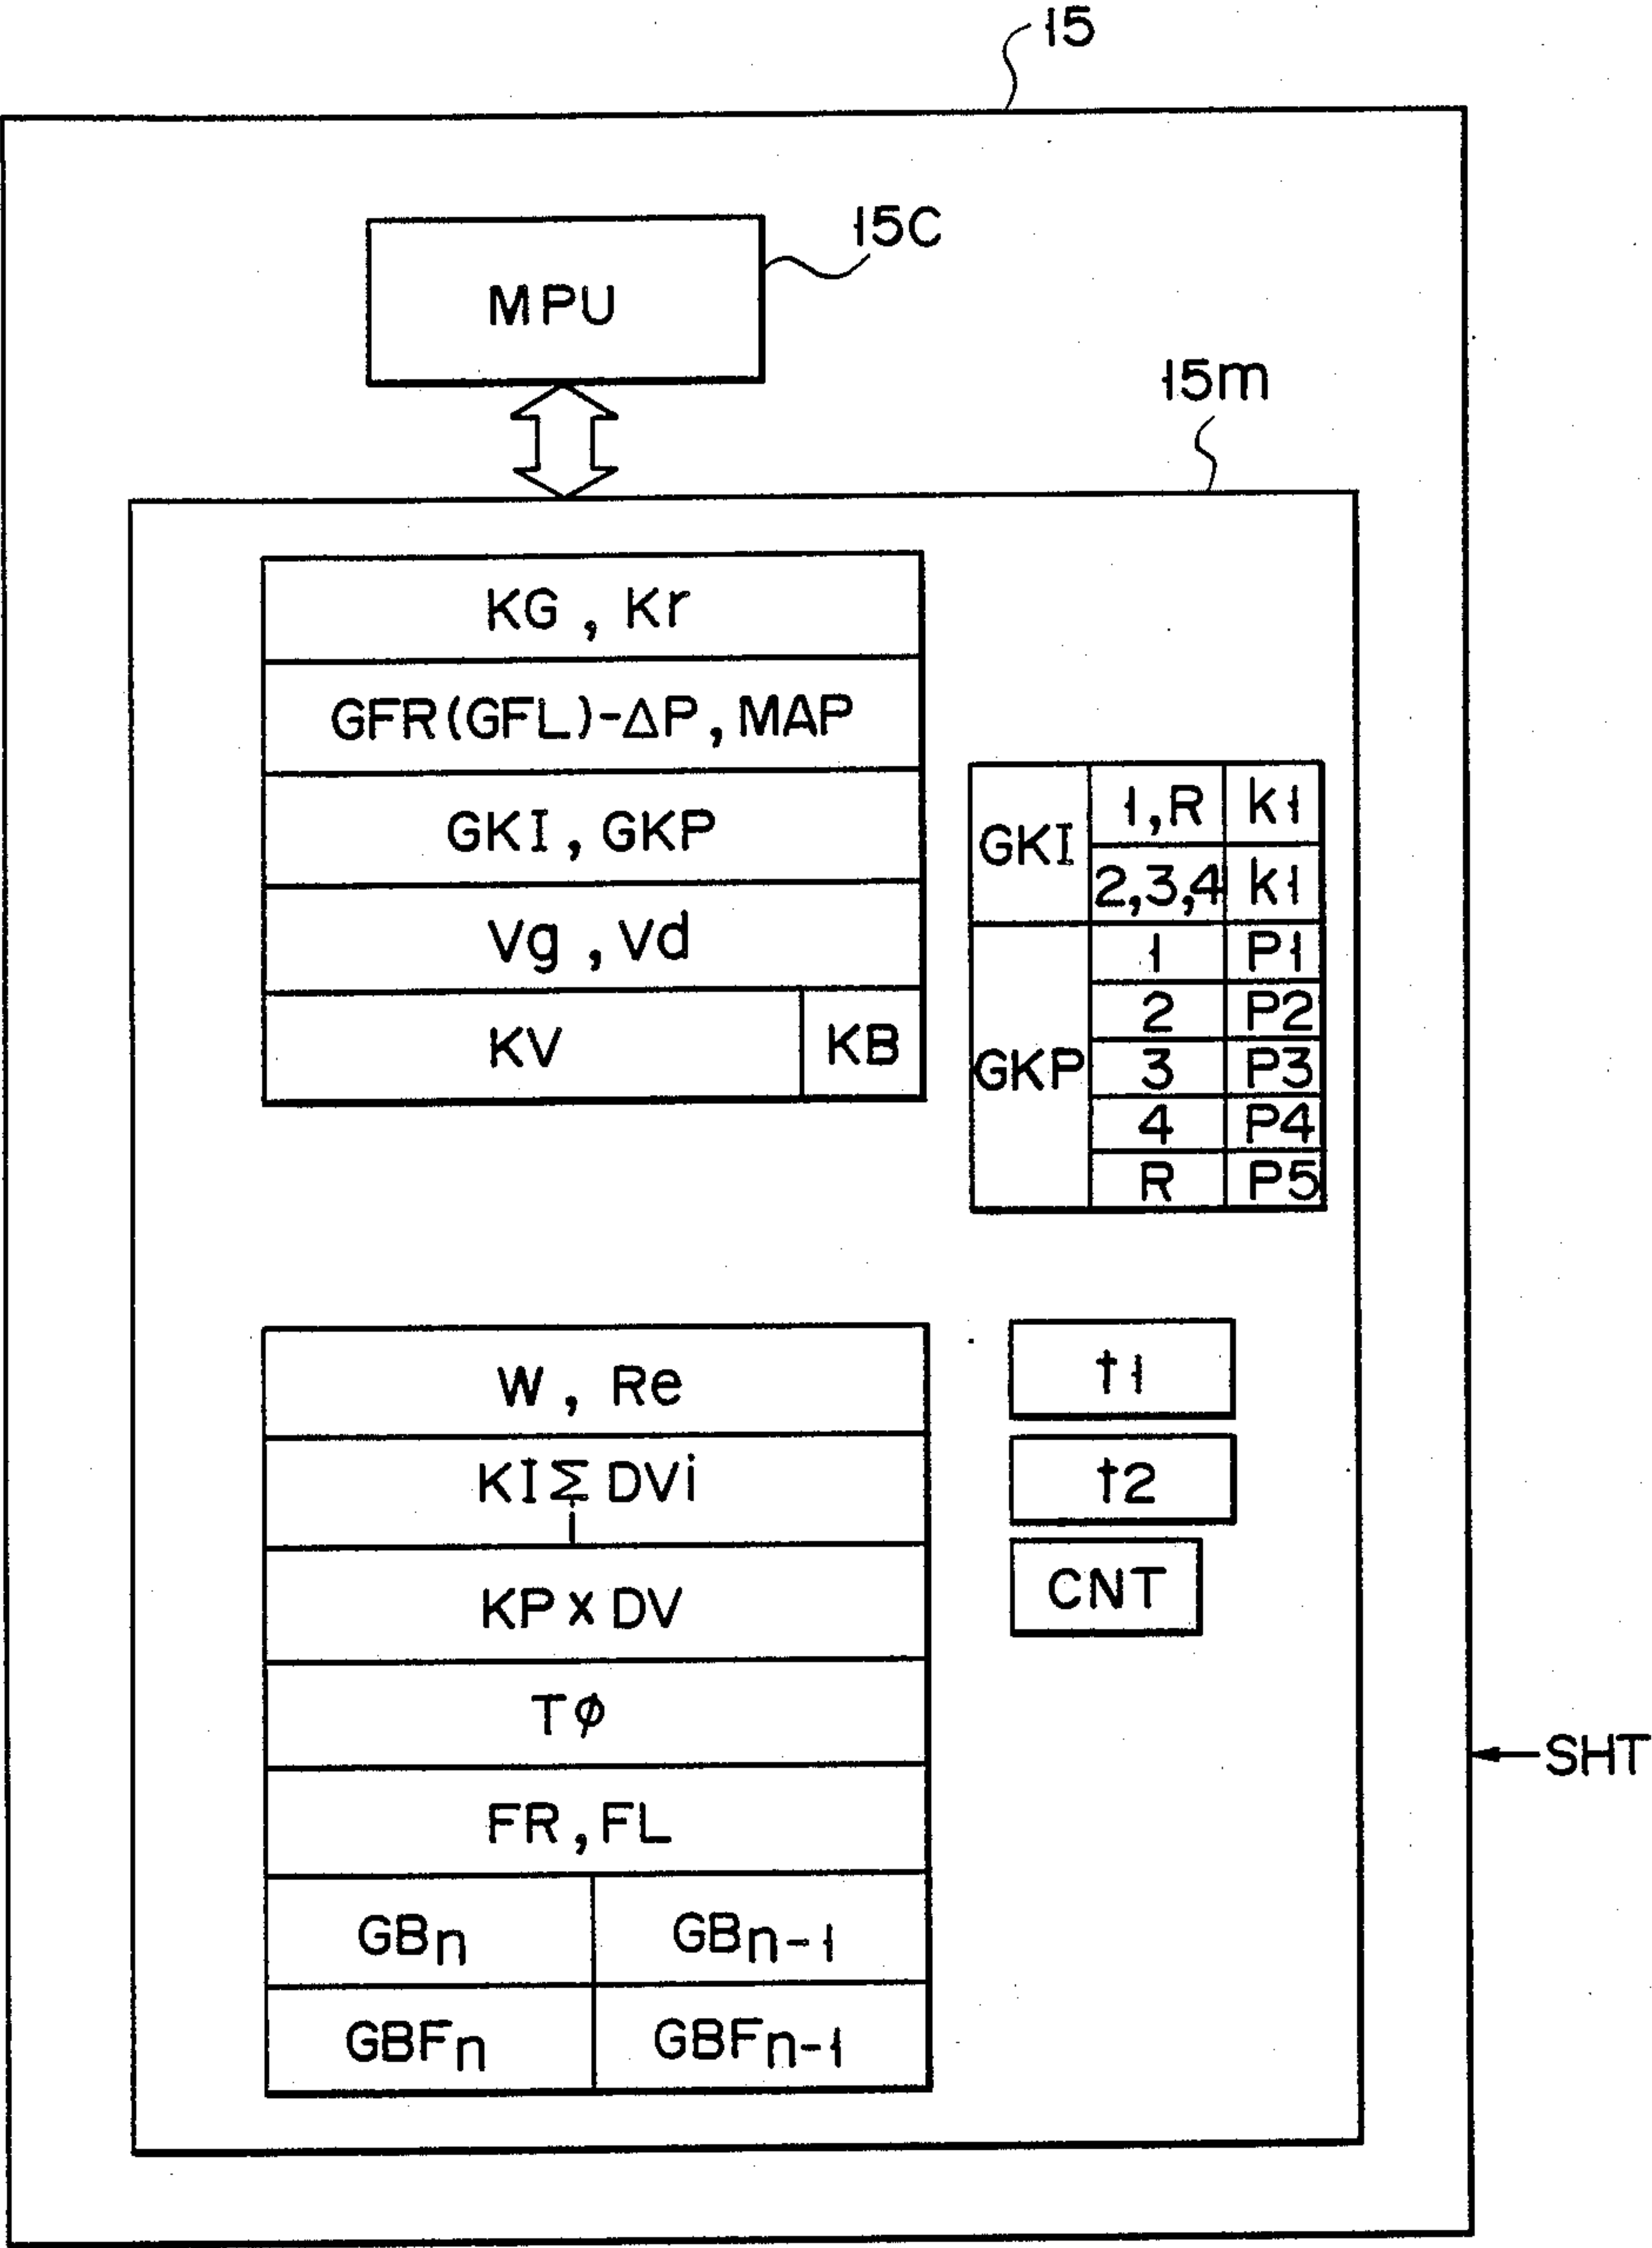 15
15C
MPU
15m
KG, Kr
GFR(GFL)-ΔP, MAP
GKI, GKP
Vg, Vd
KV KB
GKI 1,R k1
2,3,4 k1
GKP 1 P1
2 P2
3 P3
4 P4
R P5
W, Re
KI Σ DVi
i
KP x DV
Tφ
FR, FL
GBn GBn-1
GBFn GBFn-1
t1
t2
CNT
SHT